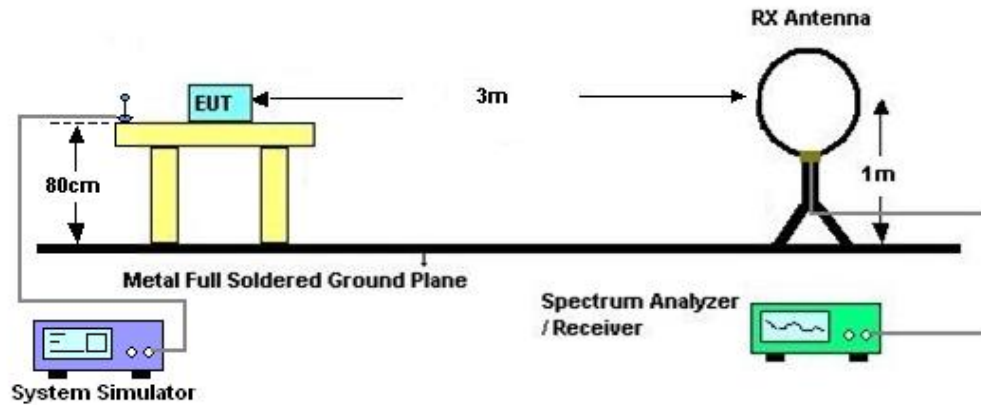 RX Antenna
EUT
3m
80cm
1m
Metal Full Soldered Ground Plane
Spectrum Analyzer
/ Receiver
System Simulator